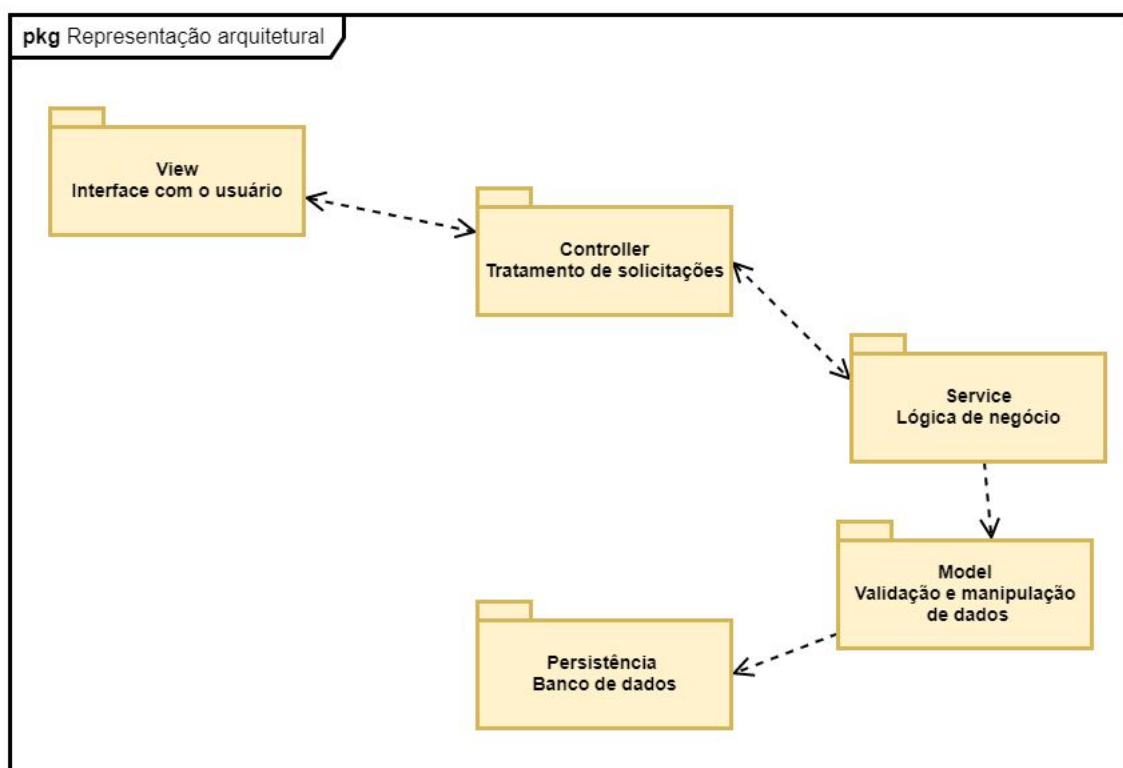 pkg Representação arquitetural
View
Interface com o usuário
Controller
Tratamento de solicitações
Service
Lógica de negócio
Model
Validação e manipulação
de dados
Persistência
Banco de dados